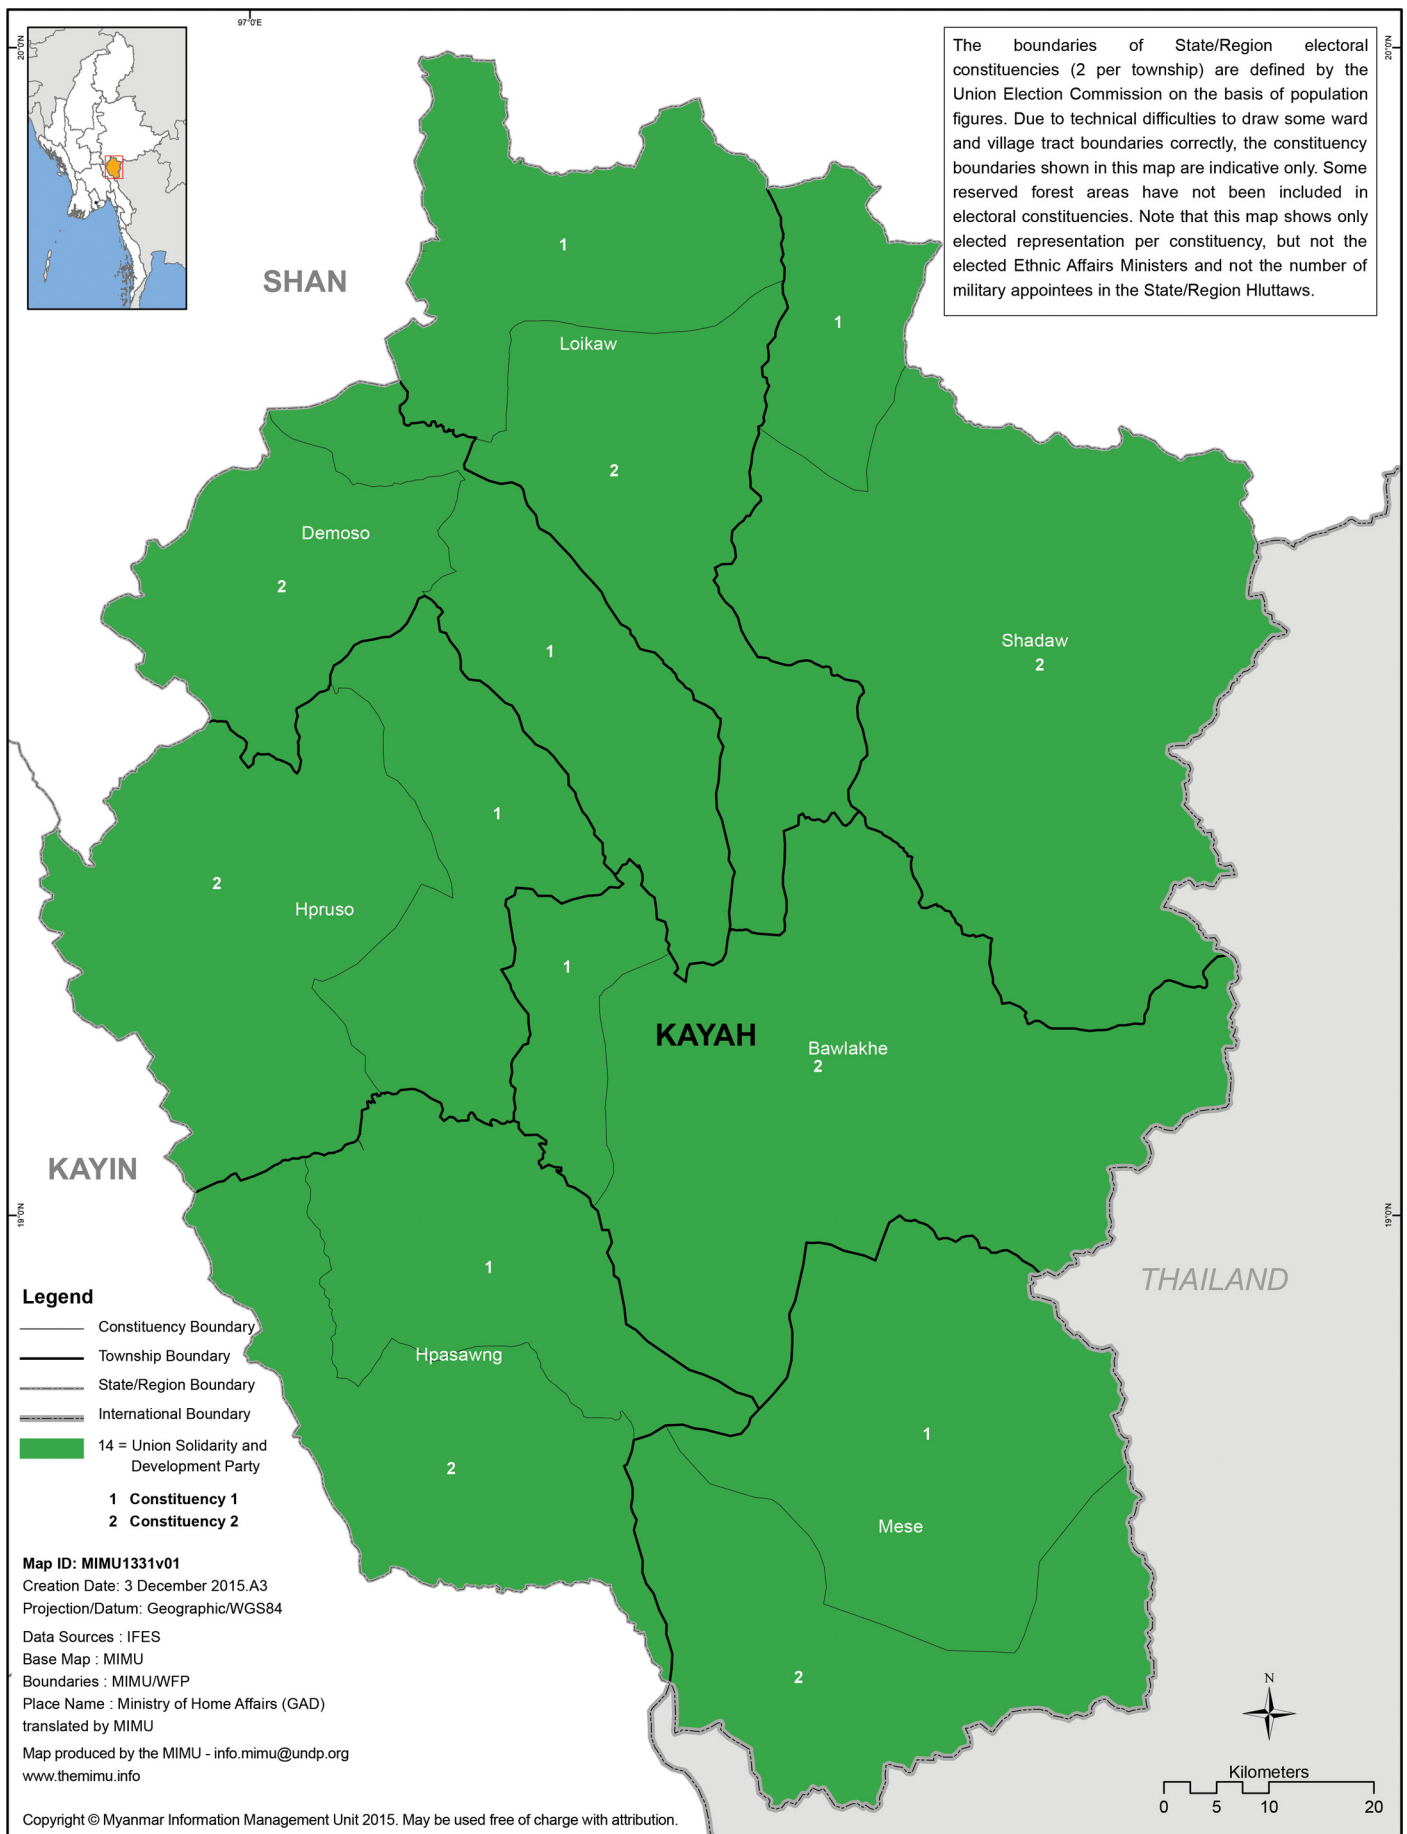 97°0'E
20°0'N
20°0'N
The boundaries of State/Region electoral
constituencies (2 per township) are defined by the
Union Election Commission on the basis of population
figures. Due to technical difficulties to draw some ward
and village tract boundaries correctly, the constituency
boundaries shown in this map are indicative only. Some
reserved forest areas have not been included in
electoral constituencies. Note that this map shows only
elected representation per constituency, but not the
elected Ethnic Affairs Ministers and not the number of
military appointees in the State/Region Hluttaws.
1
SHAN
1
Loikaw
2
Demoso
2
1
Shadaw
2
1
2
Hpruso
1
KAYAH
Bawlakhe
2
KAYIN
19°0'N
19°0'N
1
THAILAND
Hpasawng
1
2
Mese
2
Legend
Constituency Boundary
Township Boundary
State/Region Boundary
International Boundary
14 = Union Solidarity and
Development Party
1 Constituency 1
2 Constituency 2
Map ID: MIMU1331v01
Creation Date: 3 December 2015.A3
Projection/Datum: Geographic/WGS84
Data Sources : IFES
Base Map : MIMU
Boundaries : MIMU/WFP
Place Name : Ministry of Home Affairs (GAD)
translated by MIMU
Map produced by the MIMU - info.mimu@undp.org
www.themimu.info
Copyright © Myanmar Information Management Unit 2015. May be used free of charge with attribution.
N
Kilometers
0 5 10 20